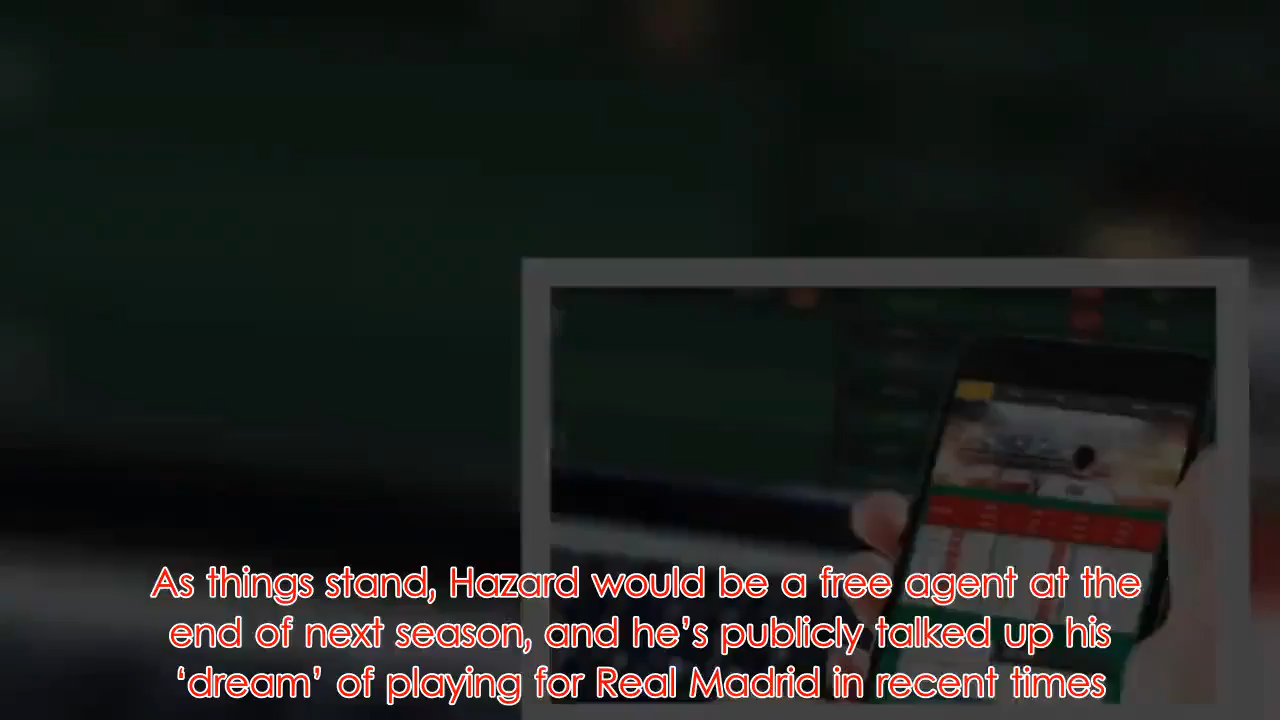 As things stand, Hazard would be a free agent at the
end of next season, and he’s publicly talked up his
‘dream’ of playing for Real Madrid in recent times